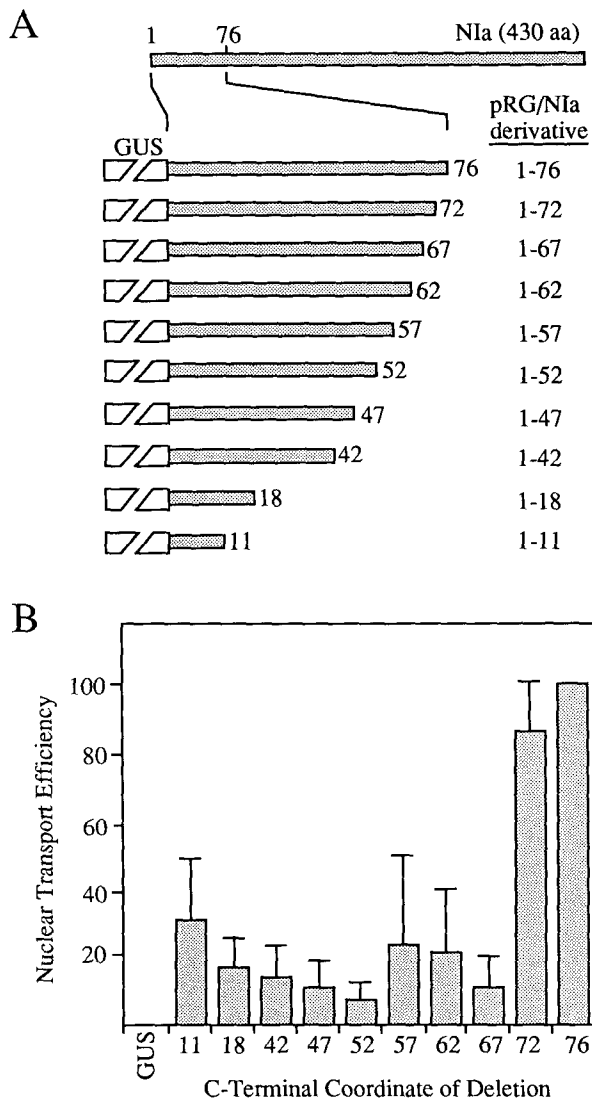 A
1 76 NIa (430 aa)
pRG/NIa
derivative
GUS
76 1-76
72 1-72
67 1-67
62 1-62
57 1-57
52 1-52
47 1-47
42 1-42
18 1-18
11 1-11
B
Nuclear Transport Efficiency
100
80
60
40
20
GUS 11 18 42 47 52 57 62 67 72 76
C-Terminal Coordinate of Deletion